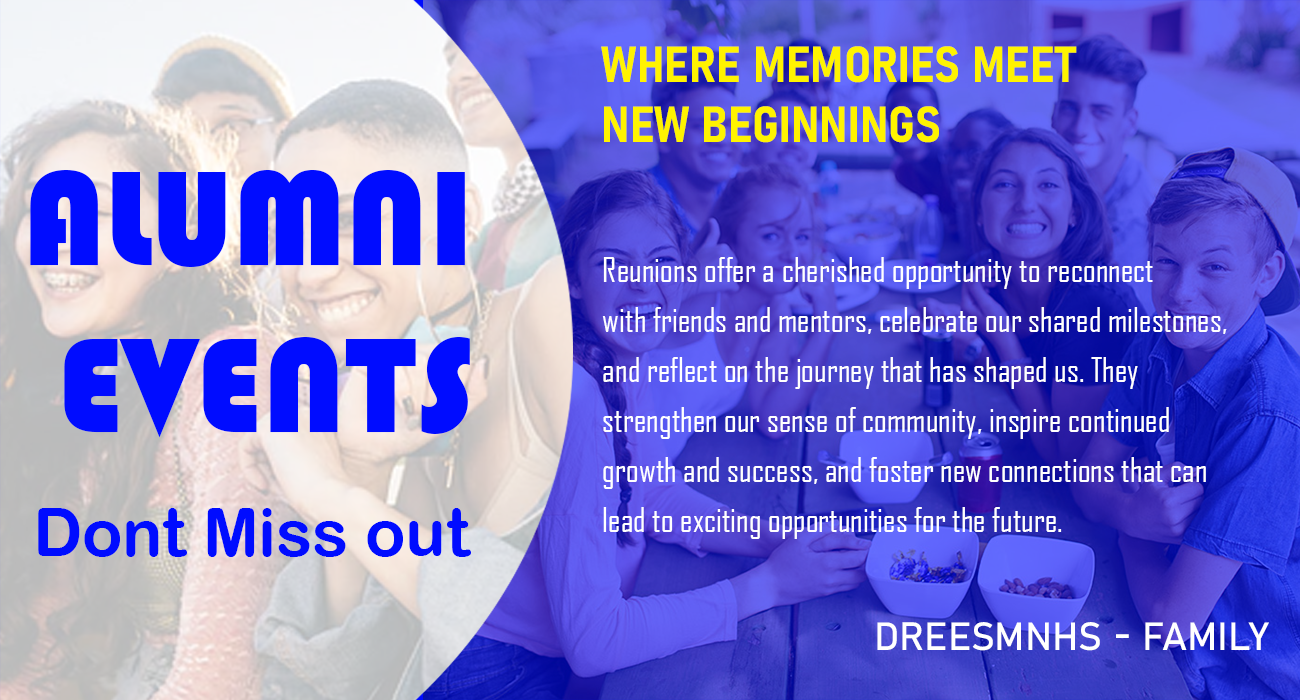 ALUMNI
EVENTS
Dont Miss out
WHERE MEMORIES MEET
NEW BEGINNINGS
Reunions offer a cherished opportunity to reconnect
with friends and mentors, celebrate our shared milestones,
and reflect on the journey that has shaped us. They
strengthen our sense of community, inspire continued
growth and success, and foster new connections that can
lead to exciting opportunities for the future.
DREESMNHS - FAMILY